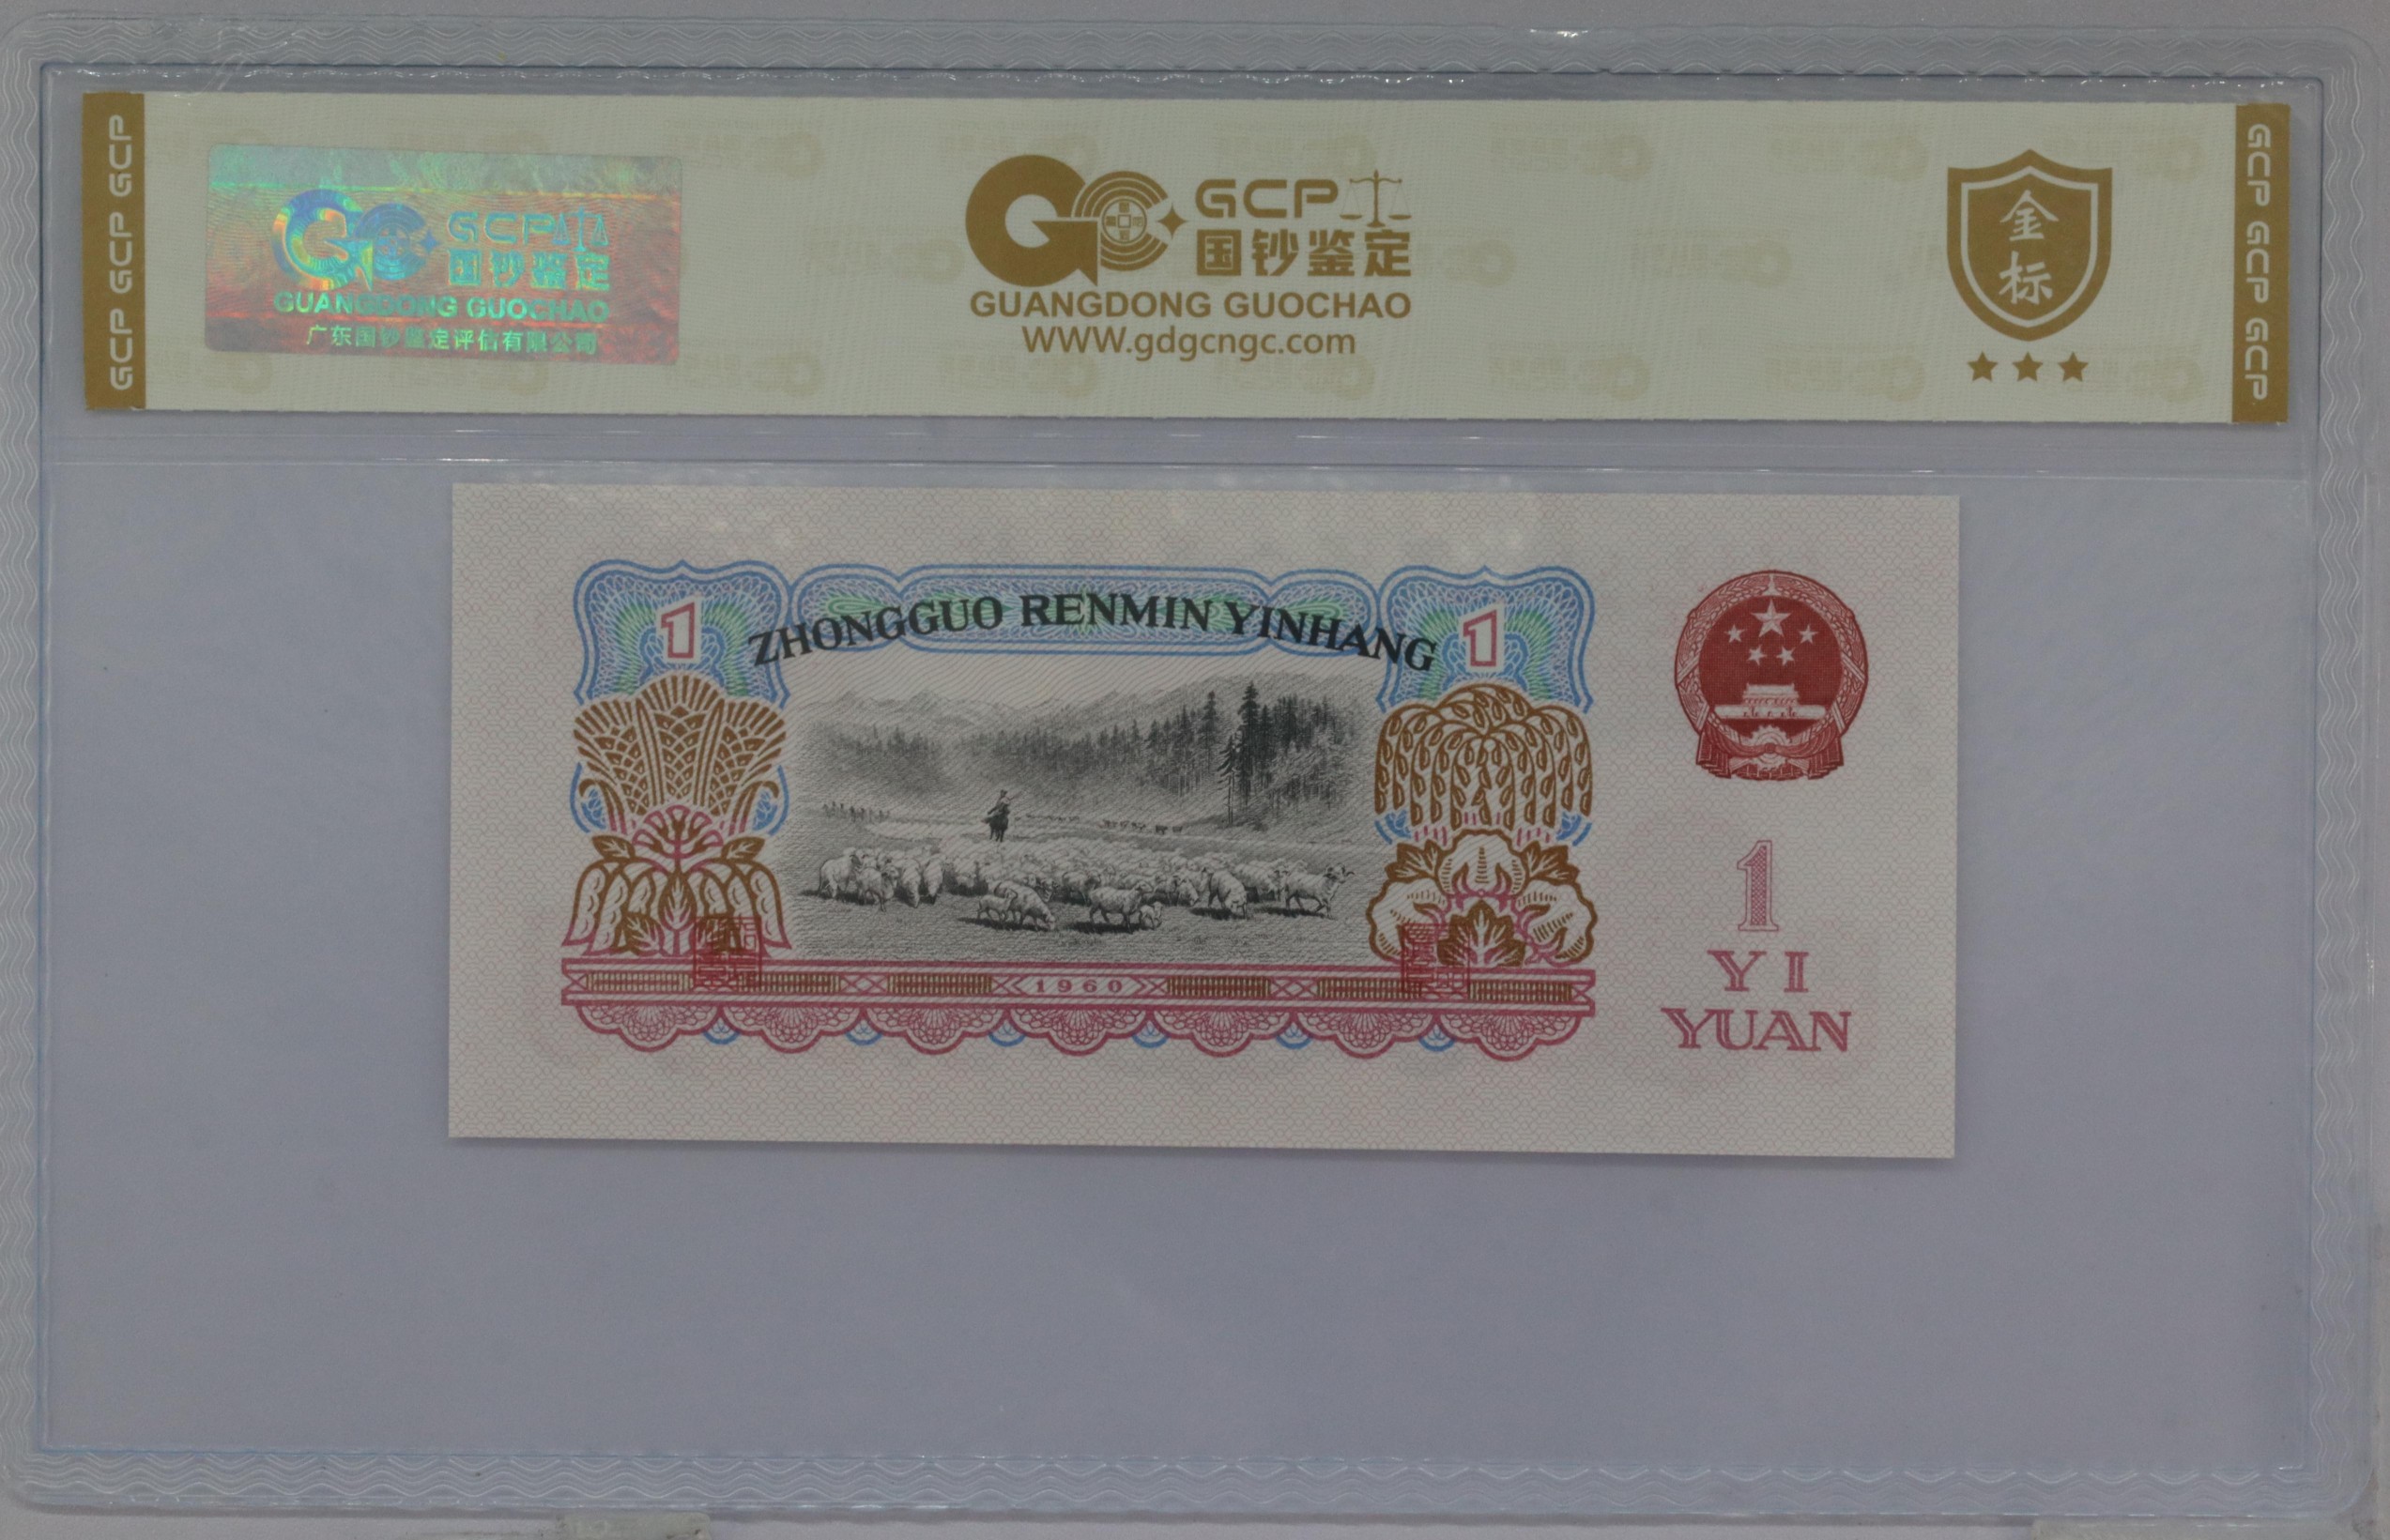 GCP GCP GCP
GCP
国钞鉴定
GUANGDONG GUOCHAO
广东国钞鉴定评估有限公司
GCP
国钞鉴定
GUANGDONG GUOCHAO
WWW.gdgcngc.com
金
标
GCP GCP GCP
ZHONGGUO RENMIN YINHANG
1
1
1960
1
YI
YUAN